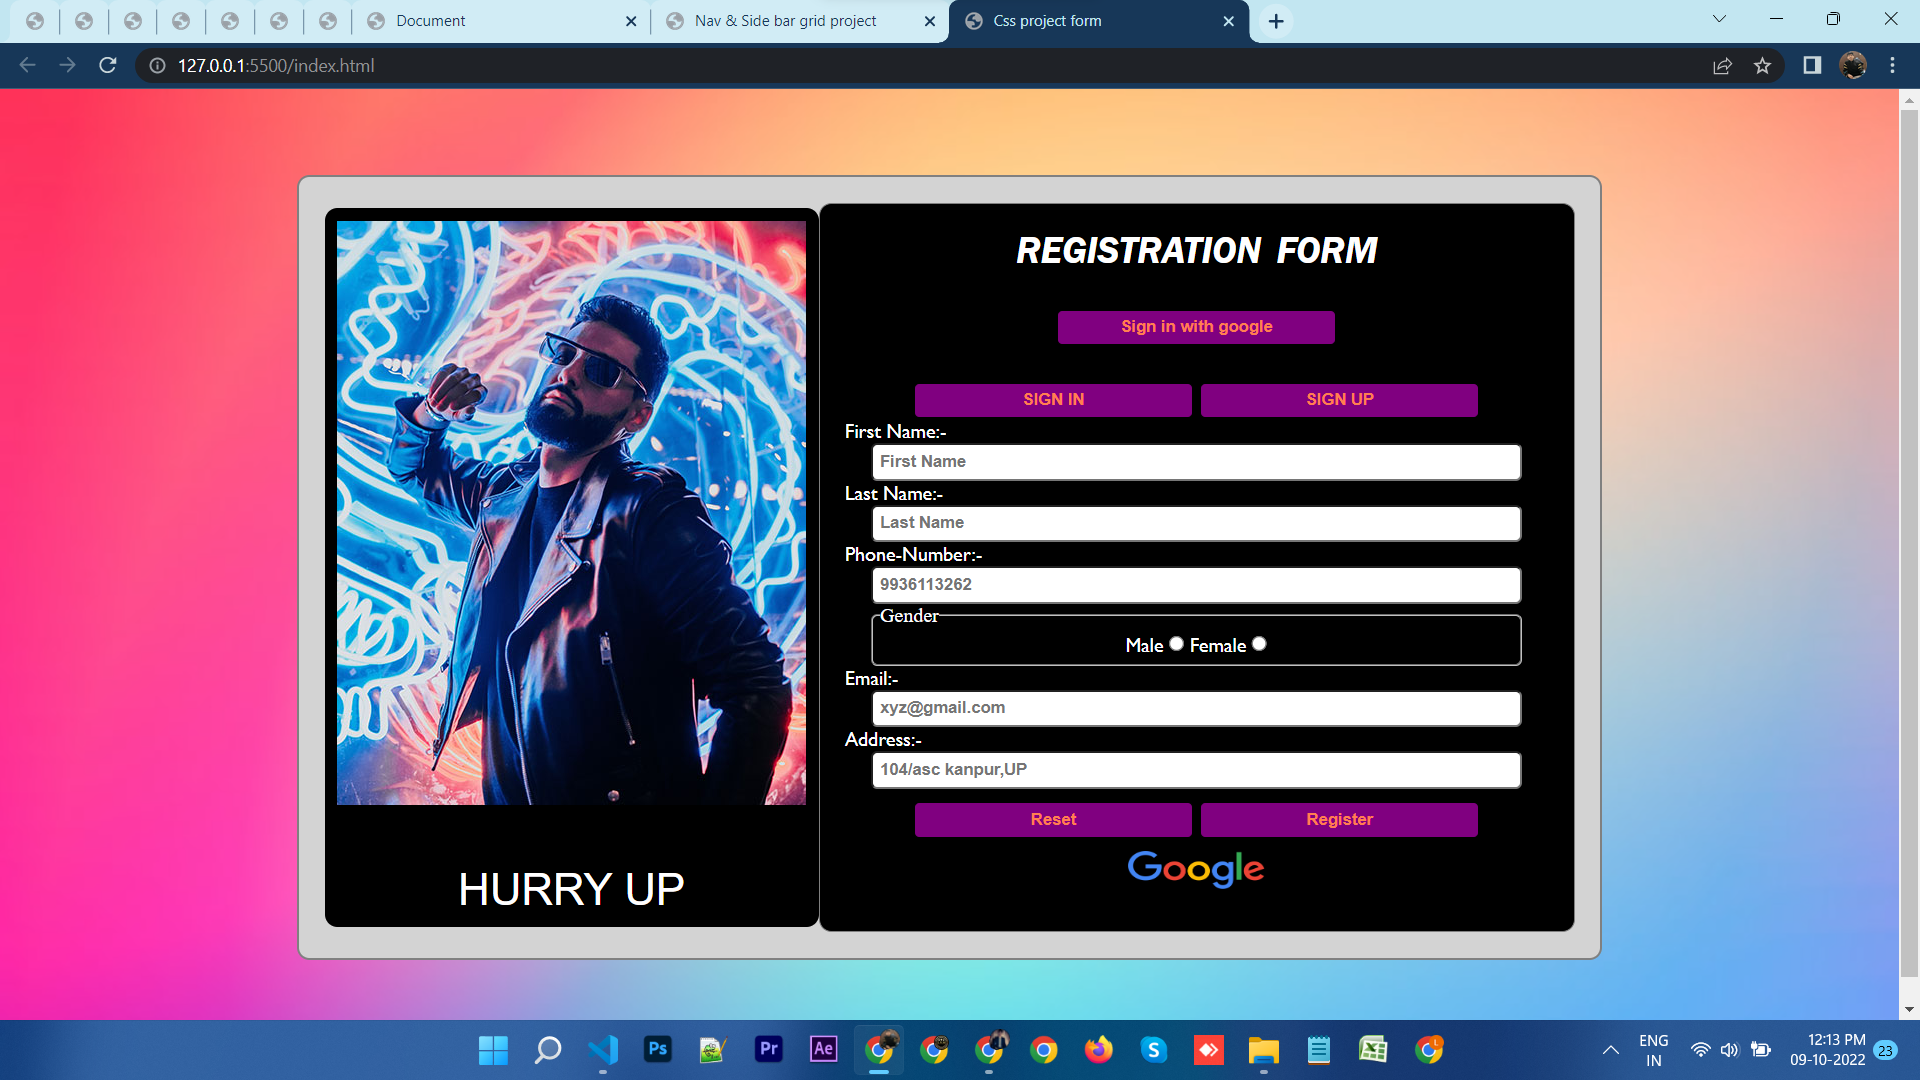 Document
Nav & Side bar grid project
Css project form
127.0.0.1:5500/index.html
REGISTRATION FORM
Sign in with google
SIGN IN
SIGN UP
First Name:-
First Name
Last Name:-
Last Name
Phone-Number:-
9936113262
Gender
Male
Female
Email:-
xyz@gmail.com
Address:-
104/asc kanpur,UP
Reset
Register
Google
HURRY UP
Ps
Pr
Ae
S
X
L
ENG
IN
12:13 PM
09-10-2022
23